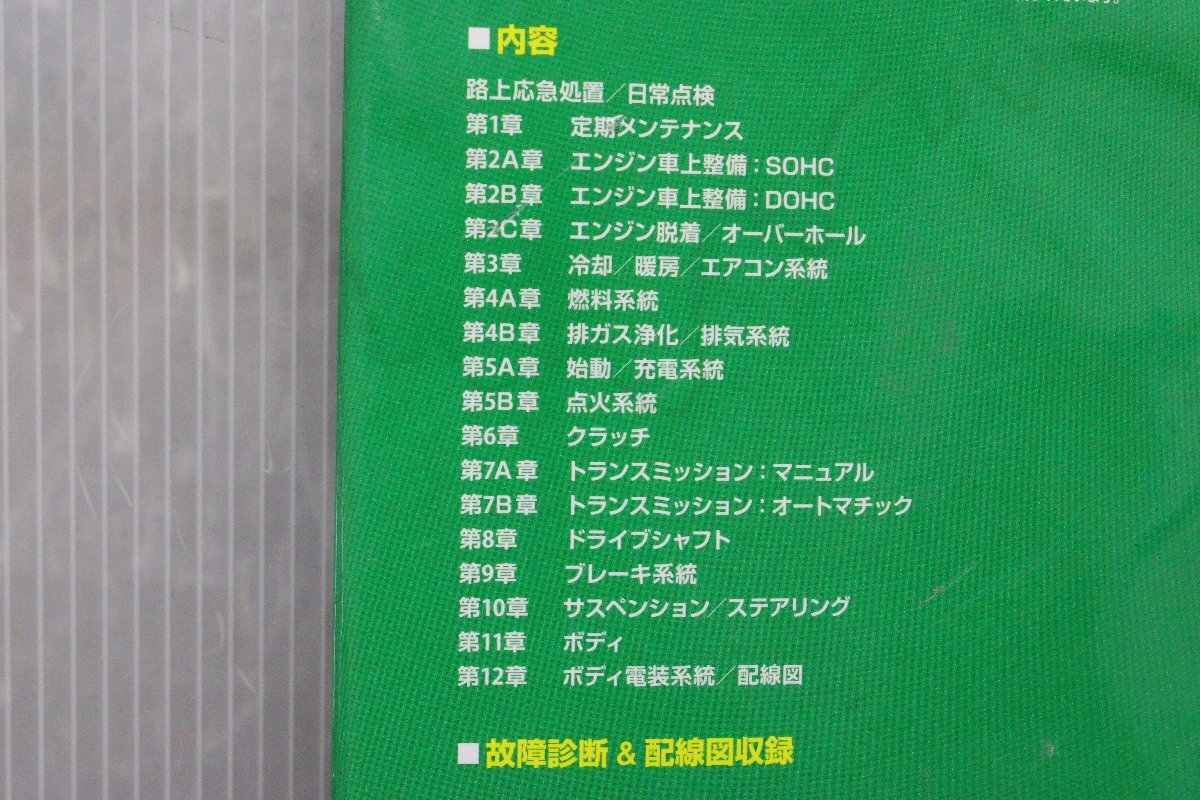 ■内容
路上応急処置／日常点検
第1章 定期メンテナンス
第2A章 エンジン車上整備：SOHC
第2B章 エンジン車上整備：DOHC
第2C章 エンジン脱着／オーバーホール
第3章 冷却／暖房／エアコン系統
第4A章 燃料系統
第4B章 排ガス浄化／排気系統
第5A章 始動／充電系統
第5B章 点火系統
第6章 クラッチ
第7A章 トランスミッション：マニュアル
第7B章 トランスミッション：オートマチック
第8章 ドライブシャフト
第9章 ブレーキ系統
第10章 サスペンション／ステアリング
第11章 ボディ
第12章 ボディ電装系統／配線図
■故障診断 & 配線図収録